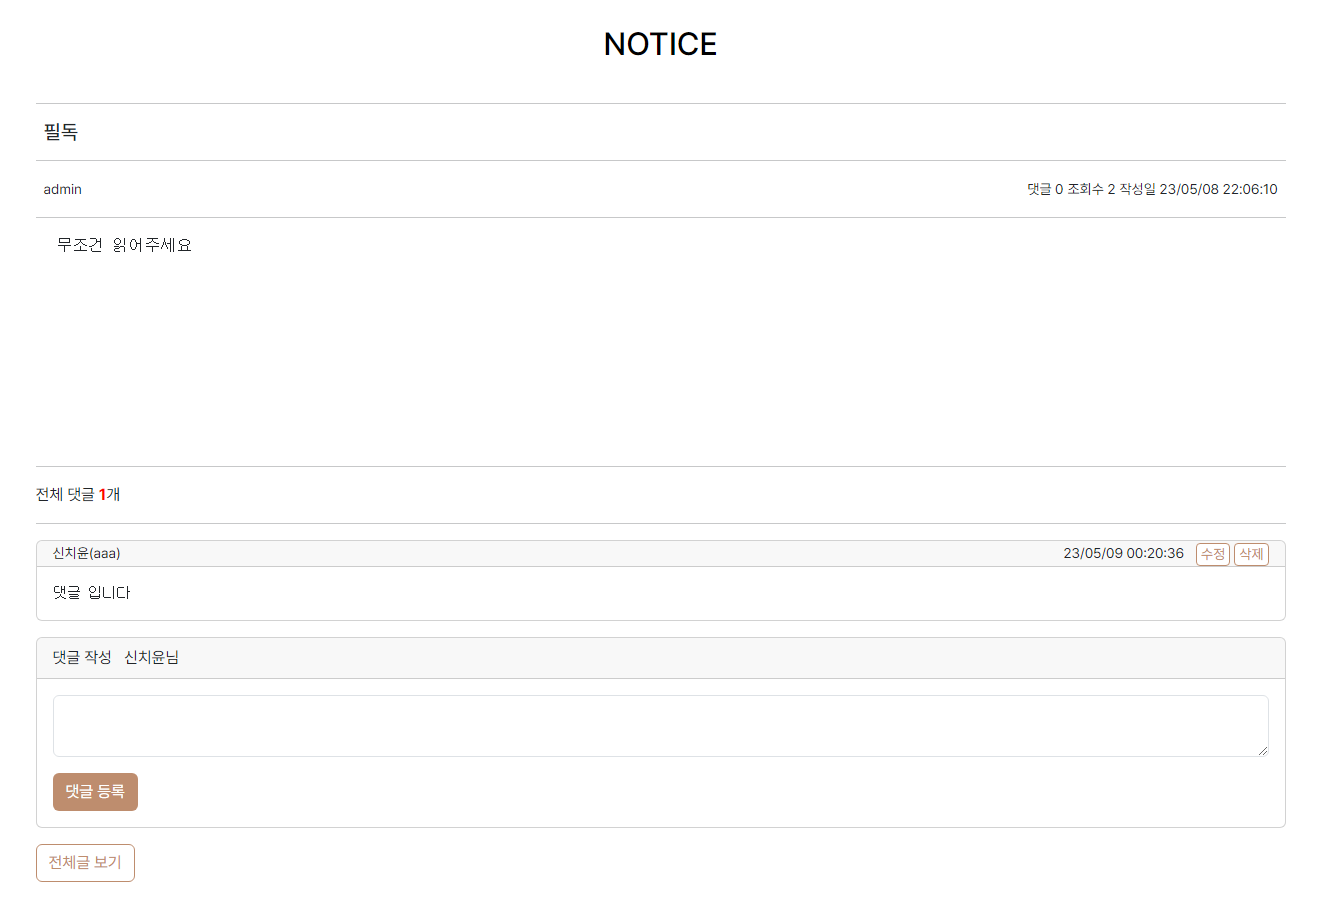 NOTICE
필독
admin 댓글 0 조회수 2 작성일 23/05/08 22:06:10
무조건 읽어주세요
전체 댓글 1개
신치윤(aaa) 23/05/09 00:20:36 수정 삭제
댓글 입니다
댓글 작성 신치윤님
댓글 등록
전체글 보기